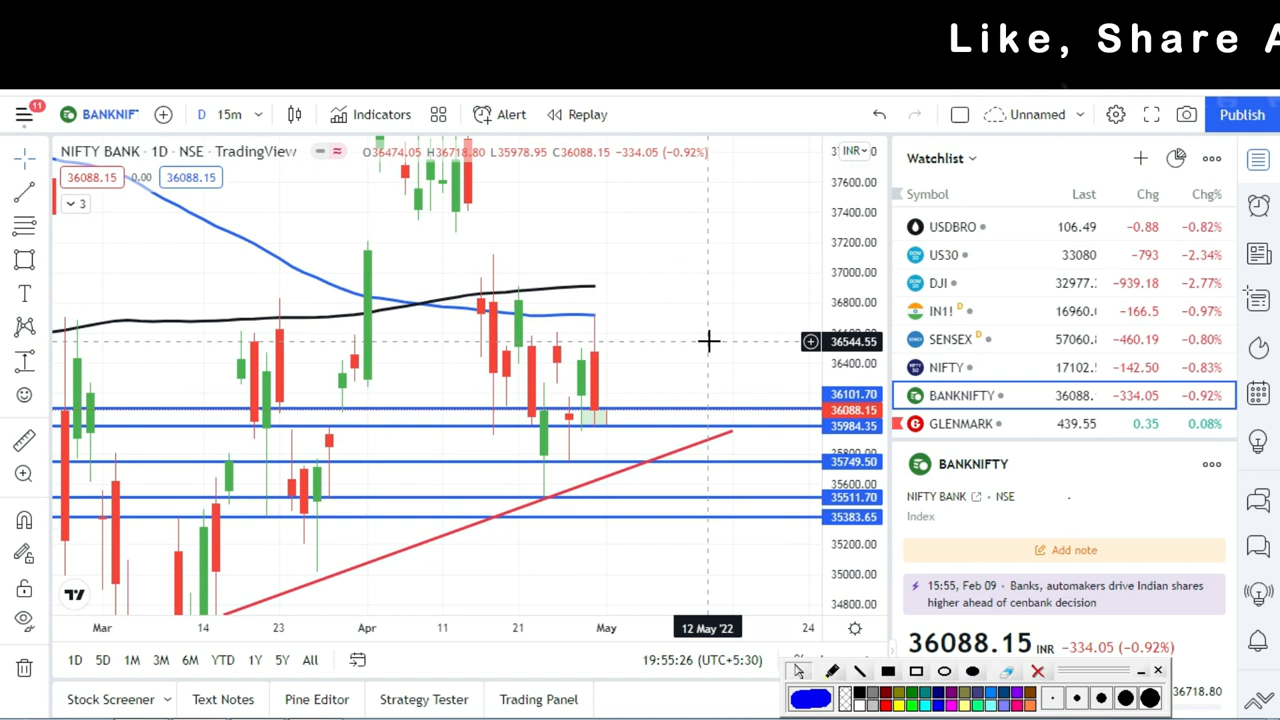 Like, Share A
11
BANKNIF
D
15m
Indicators
Alert
Replay
Unnamed
Publish
NIFTY BANK · 1D · NSE · TradingView
O36474.05 H36718.80 L35978.95 C36088.15 −334.05 (−0.92%)
INR
36088.15
0.00
36088.15
3
37600.00
37400.00
37200.00
37000.00
36800.00
36544.55
36400.00
36101.70
36088.15
35984.35
35749.50
35600.00
35511.70
35383.65
35200.00
35000.00
34800.00
Mar
14
23
Apr
11
21
May
12 May '22
24
1D
5D
1M
3M
6M
YTD
1Y
5Y
All
19:55:26 (UTC+5:30)
Stock Screener
Text Notes
Pine Editor
Strategy Tester
Trading Panel
Watchlist
Symbol Last Chg Chg%
USDBRO 106.49 −0.88 −0.82%
US30 33080 −793 −2.34%
DJI 32977. −939.18 −2.77%
IN1! D 16960. −166.5 −0.97%
SENSEX D 57060. −460.19 −0.80%
NIFTY 17102. −142.50 −0.83%
BANKNIFTY 36088. −334.05 −0.92%
GLENMARK 439.55 0.35 0.08%
BANKNIFTY
NIFTY BANK · NSE
Index
Add note
15:55, Feb 09 · Banks, automakers drive Indian shares
higher ahead of cenbank decision
36088.15 INR −334.05 (−0.92%)
36718.80